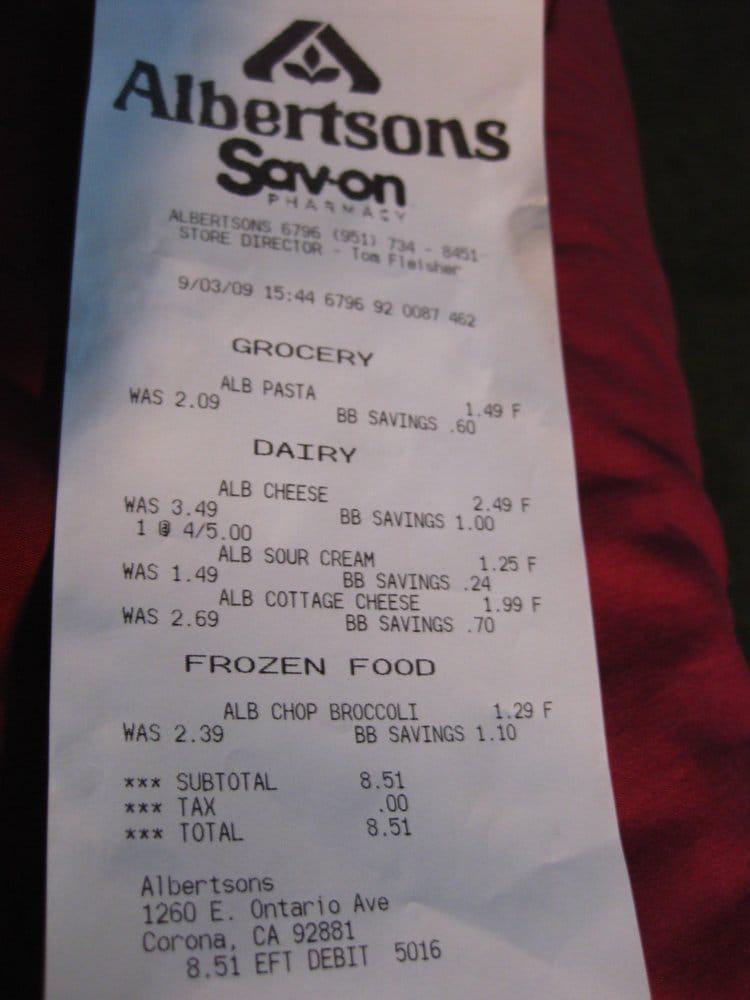 Albertsons
Sav-on
PHARMACY
ALBERTSONS 6796 (951) 734 - 8451
STORE DIRECTOR - Tom Fleisher
9/03/09 15:44 6796 92 0087 462
GROCERY
ALB PASTA 1.49 F
WAS 2.09 BB SAVINGS .60
DAIRY
ALB CHEESE 2.49 F
WAS 3.49 BB SAVINGS 1.00
1 @ 4/5.00
ALB SOUR CREAM 1.25 F
WAS 1.49 BB SAVINGS .24
ALB COTTAGE CHEESE 1.99 F
WAS 2.69 BB SAVINGS .70
FROZEN FOOD
ALB CHOP BROCCOLI 1.29 F
WAS 2.39 BB SAVINGS 1.10
*** SUBTOTAL 8.51
*** TAX .00
*** TOTAL 8.51
Albertsons
1260 E. Ontario Ave
Corona, CA 92881
8.51 EFT DEBIT 5016